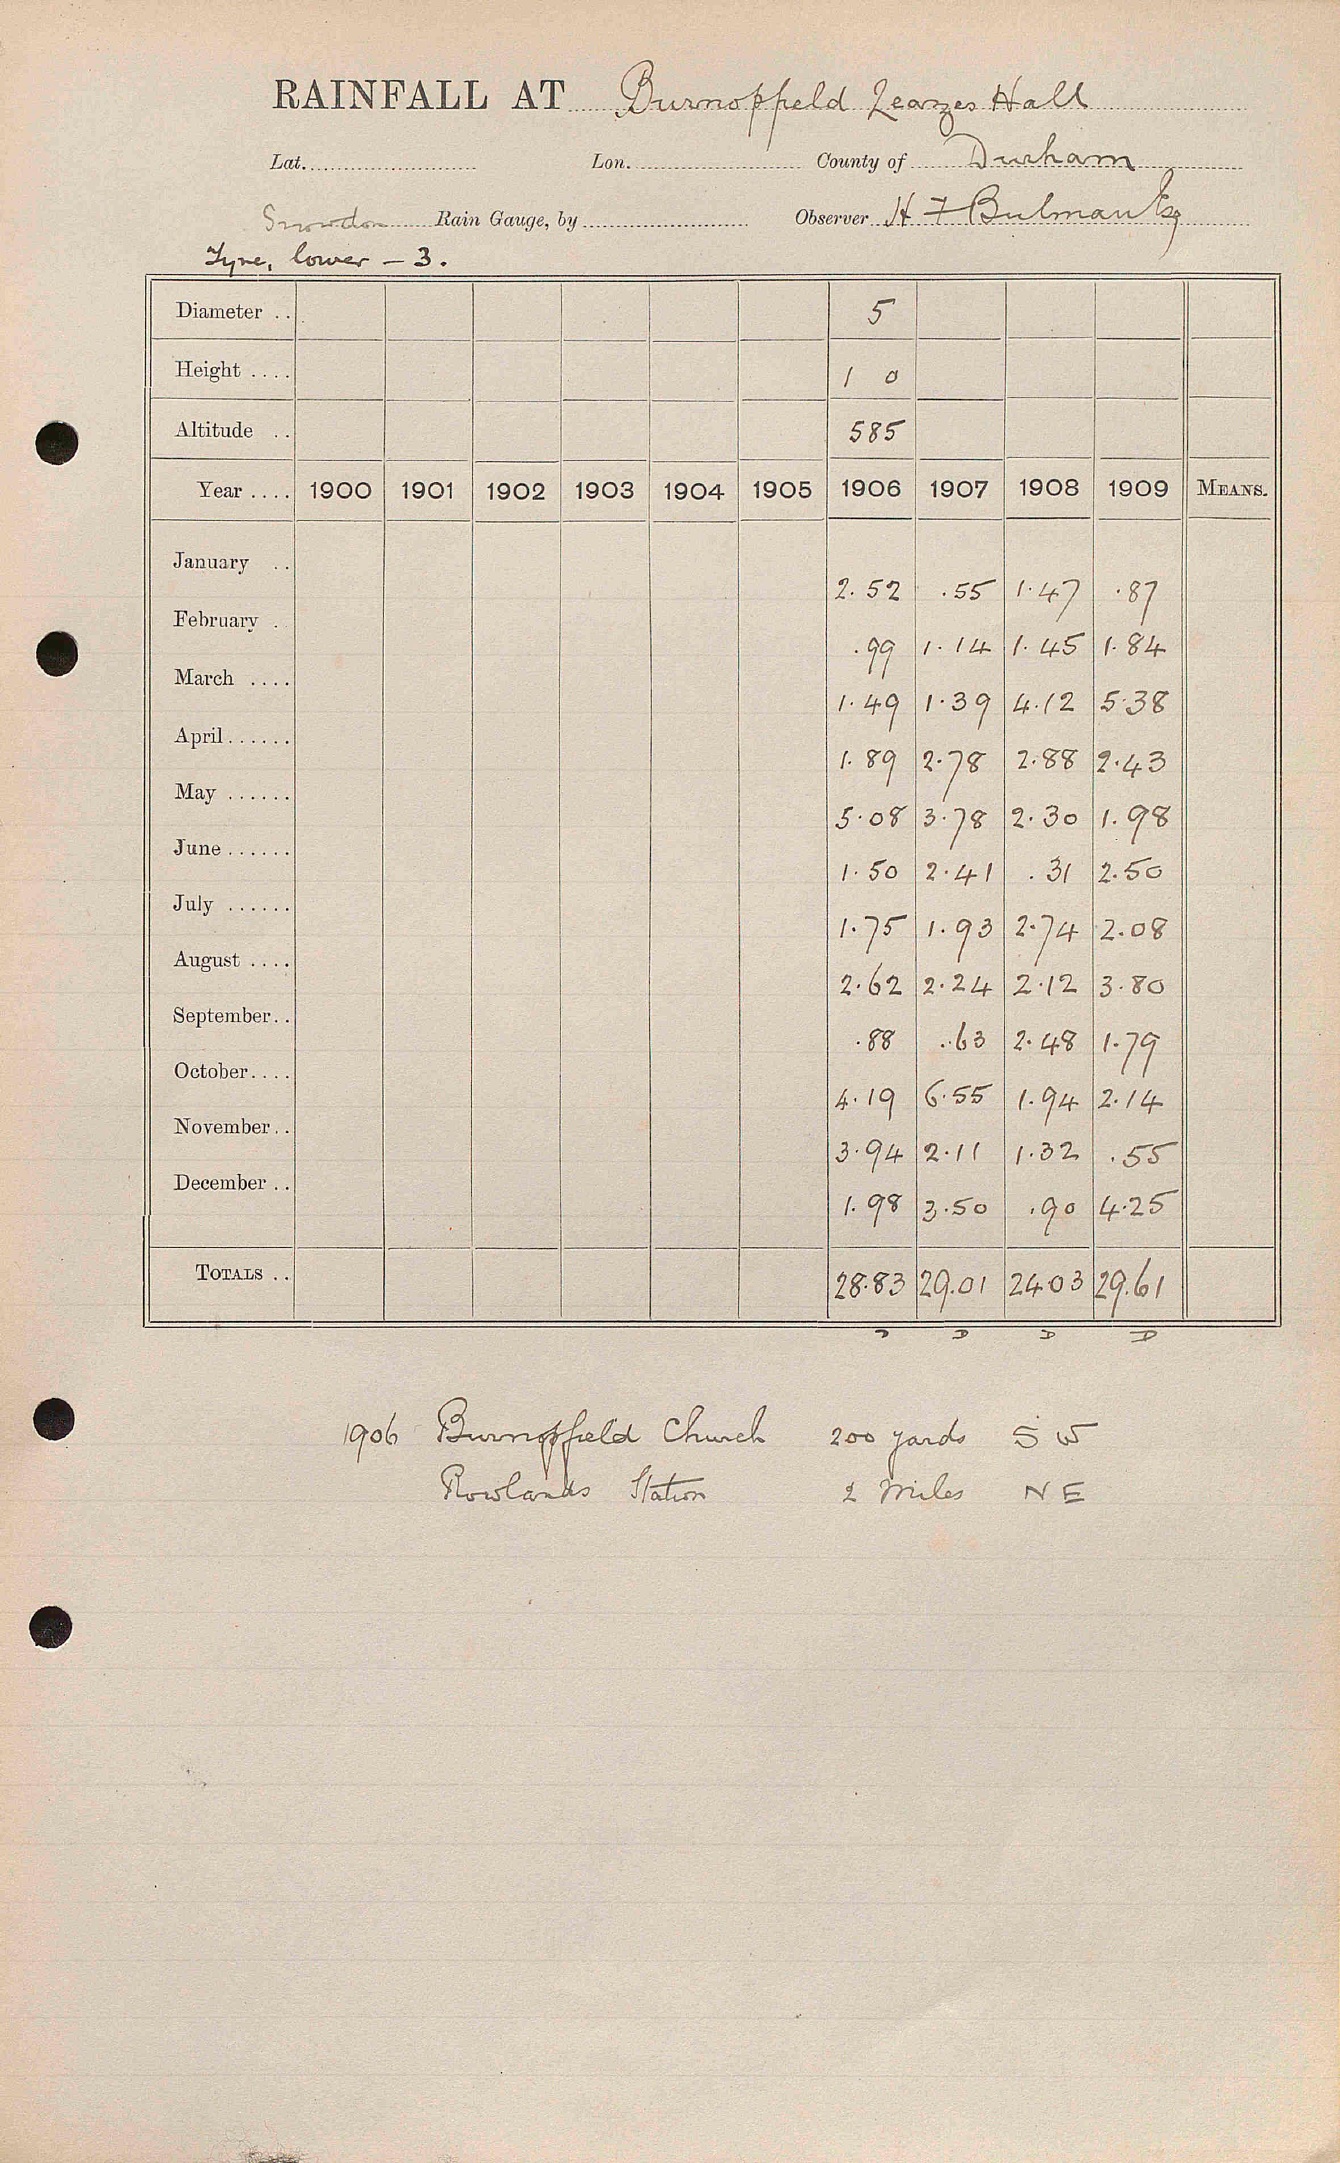 RAINFALL AT Burnopfield Leazes Hall
Lat. Lon. County of Durham
Snowdon Rain Gauge, by Observer H F Bulman Esq
Tyne, lower - 3.
Diameter .. 5
Height .... 1 0
Altitude .. 585
Year .... 1900 1901 1902 1903 1904 1905 1906 1907 1908 1909 MEANS.
January .. 2.52 .55 1.47 .87
February . .99 1.14 1.45 1.84
March .... 1.49 1.39 4.12 5.38
April...... 1.89 2.78 2.88 2.43
May ...... 5.08 3.78 2.30 1.98
June...... 1.50 2.41 .31 2.50
July ...... 1.75 1.93 2.74 2.08
August .... 2.62 2.24 2.12 3.80
September.. .88 .63 2.48 1.79
October.... 4.19 6.55 1.94 2.14
November.. 3.94 2.11 1.32 .55
December .. 1.98 3.50 .90 4.25
TOTALS .. 28.83 29.01 24.03 29.61
D D D D
1906 Burnopfield Church 200 yards S W
Rowlands Station 2 Miles N E